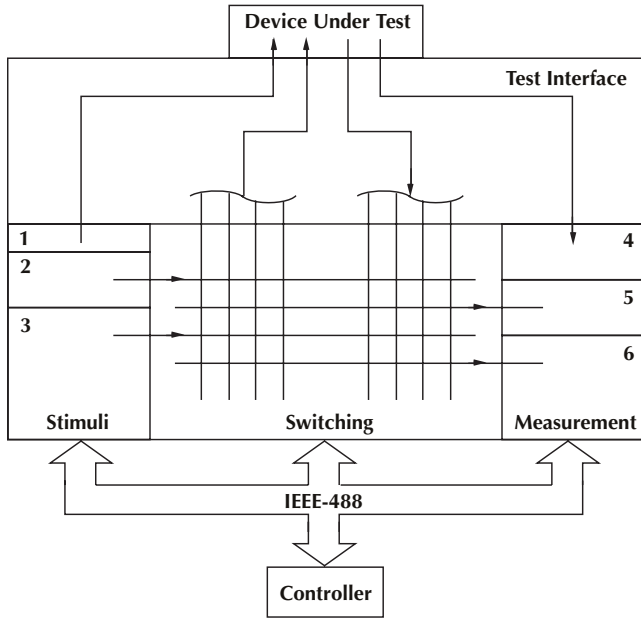 Device Under Test
Test Interface
1
2
3
4
5
6
Stimuli
Switching
Measurement
IEEE-488
Controller